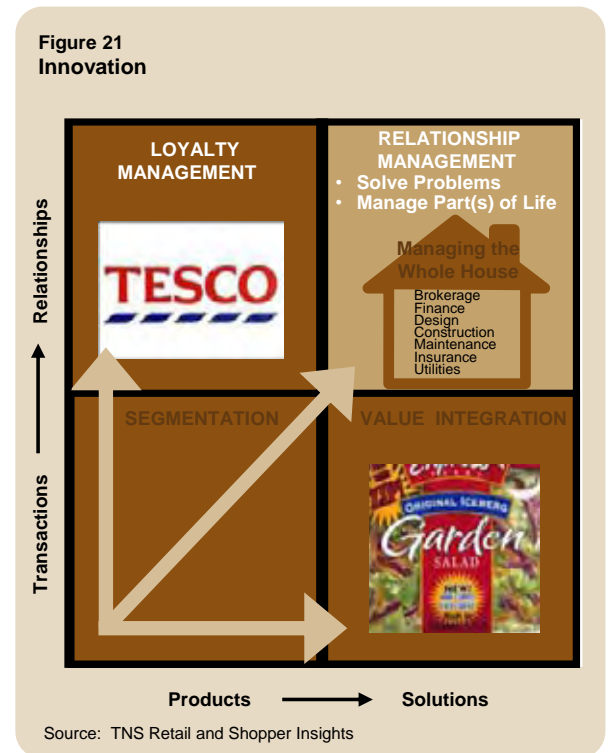 Figure 21
Innovation
LOYALTY
MANAGEMENT
TESCO
RELATIONSHIP
MANAGEMENT
• Solve Problems
• Manage Part(s) of Life
Managing the
Whole House
Brokerage
Finance
Design
Construction
Maintenance
Insurance
Utilities
SEGMENTATION
VALUE INTEGRATION
ORIGINAL ICEBERG
Garden
SALAD
Relationships
Transactions
Products
Solutions
Source: TNS Retail and Shopper Insights